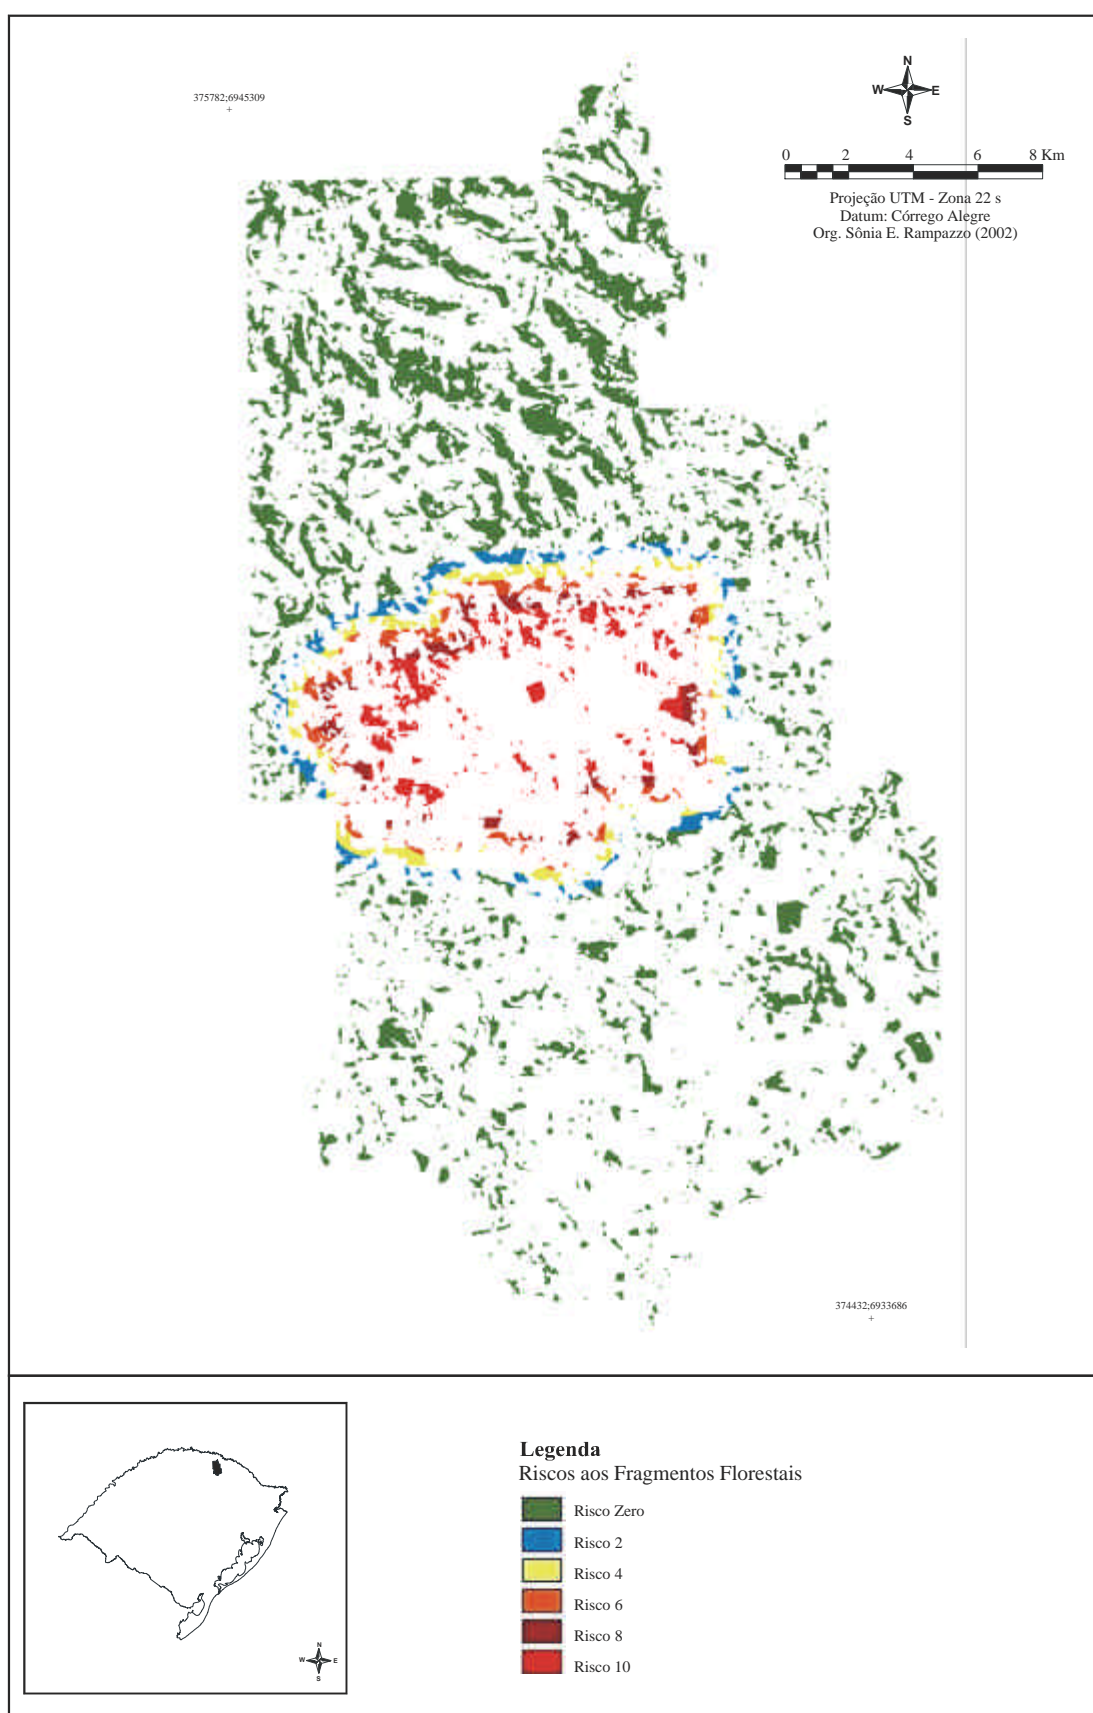 375782;6945309
+
N
W
E
S
0 2 4 6 8 Km
Projeção UTM - Zona 22 s
Datum: Córrego Alegre
Org. Sônia E. Rampazzo (2002)
374432;6933686
+
Legenda
Riscos aos Fragmentos Florestais
Risco Zero
Risco 2
Risco 4
Risco 6
Risco 8
Risco 10
N
W
E
S